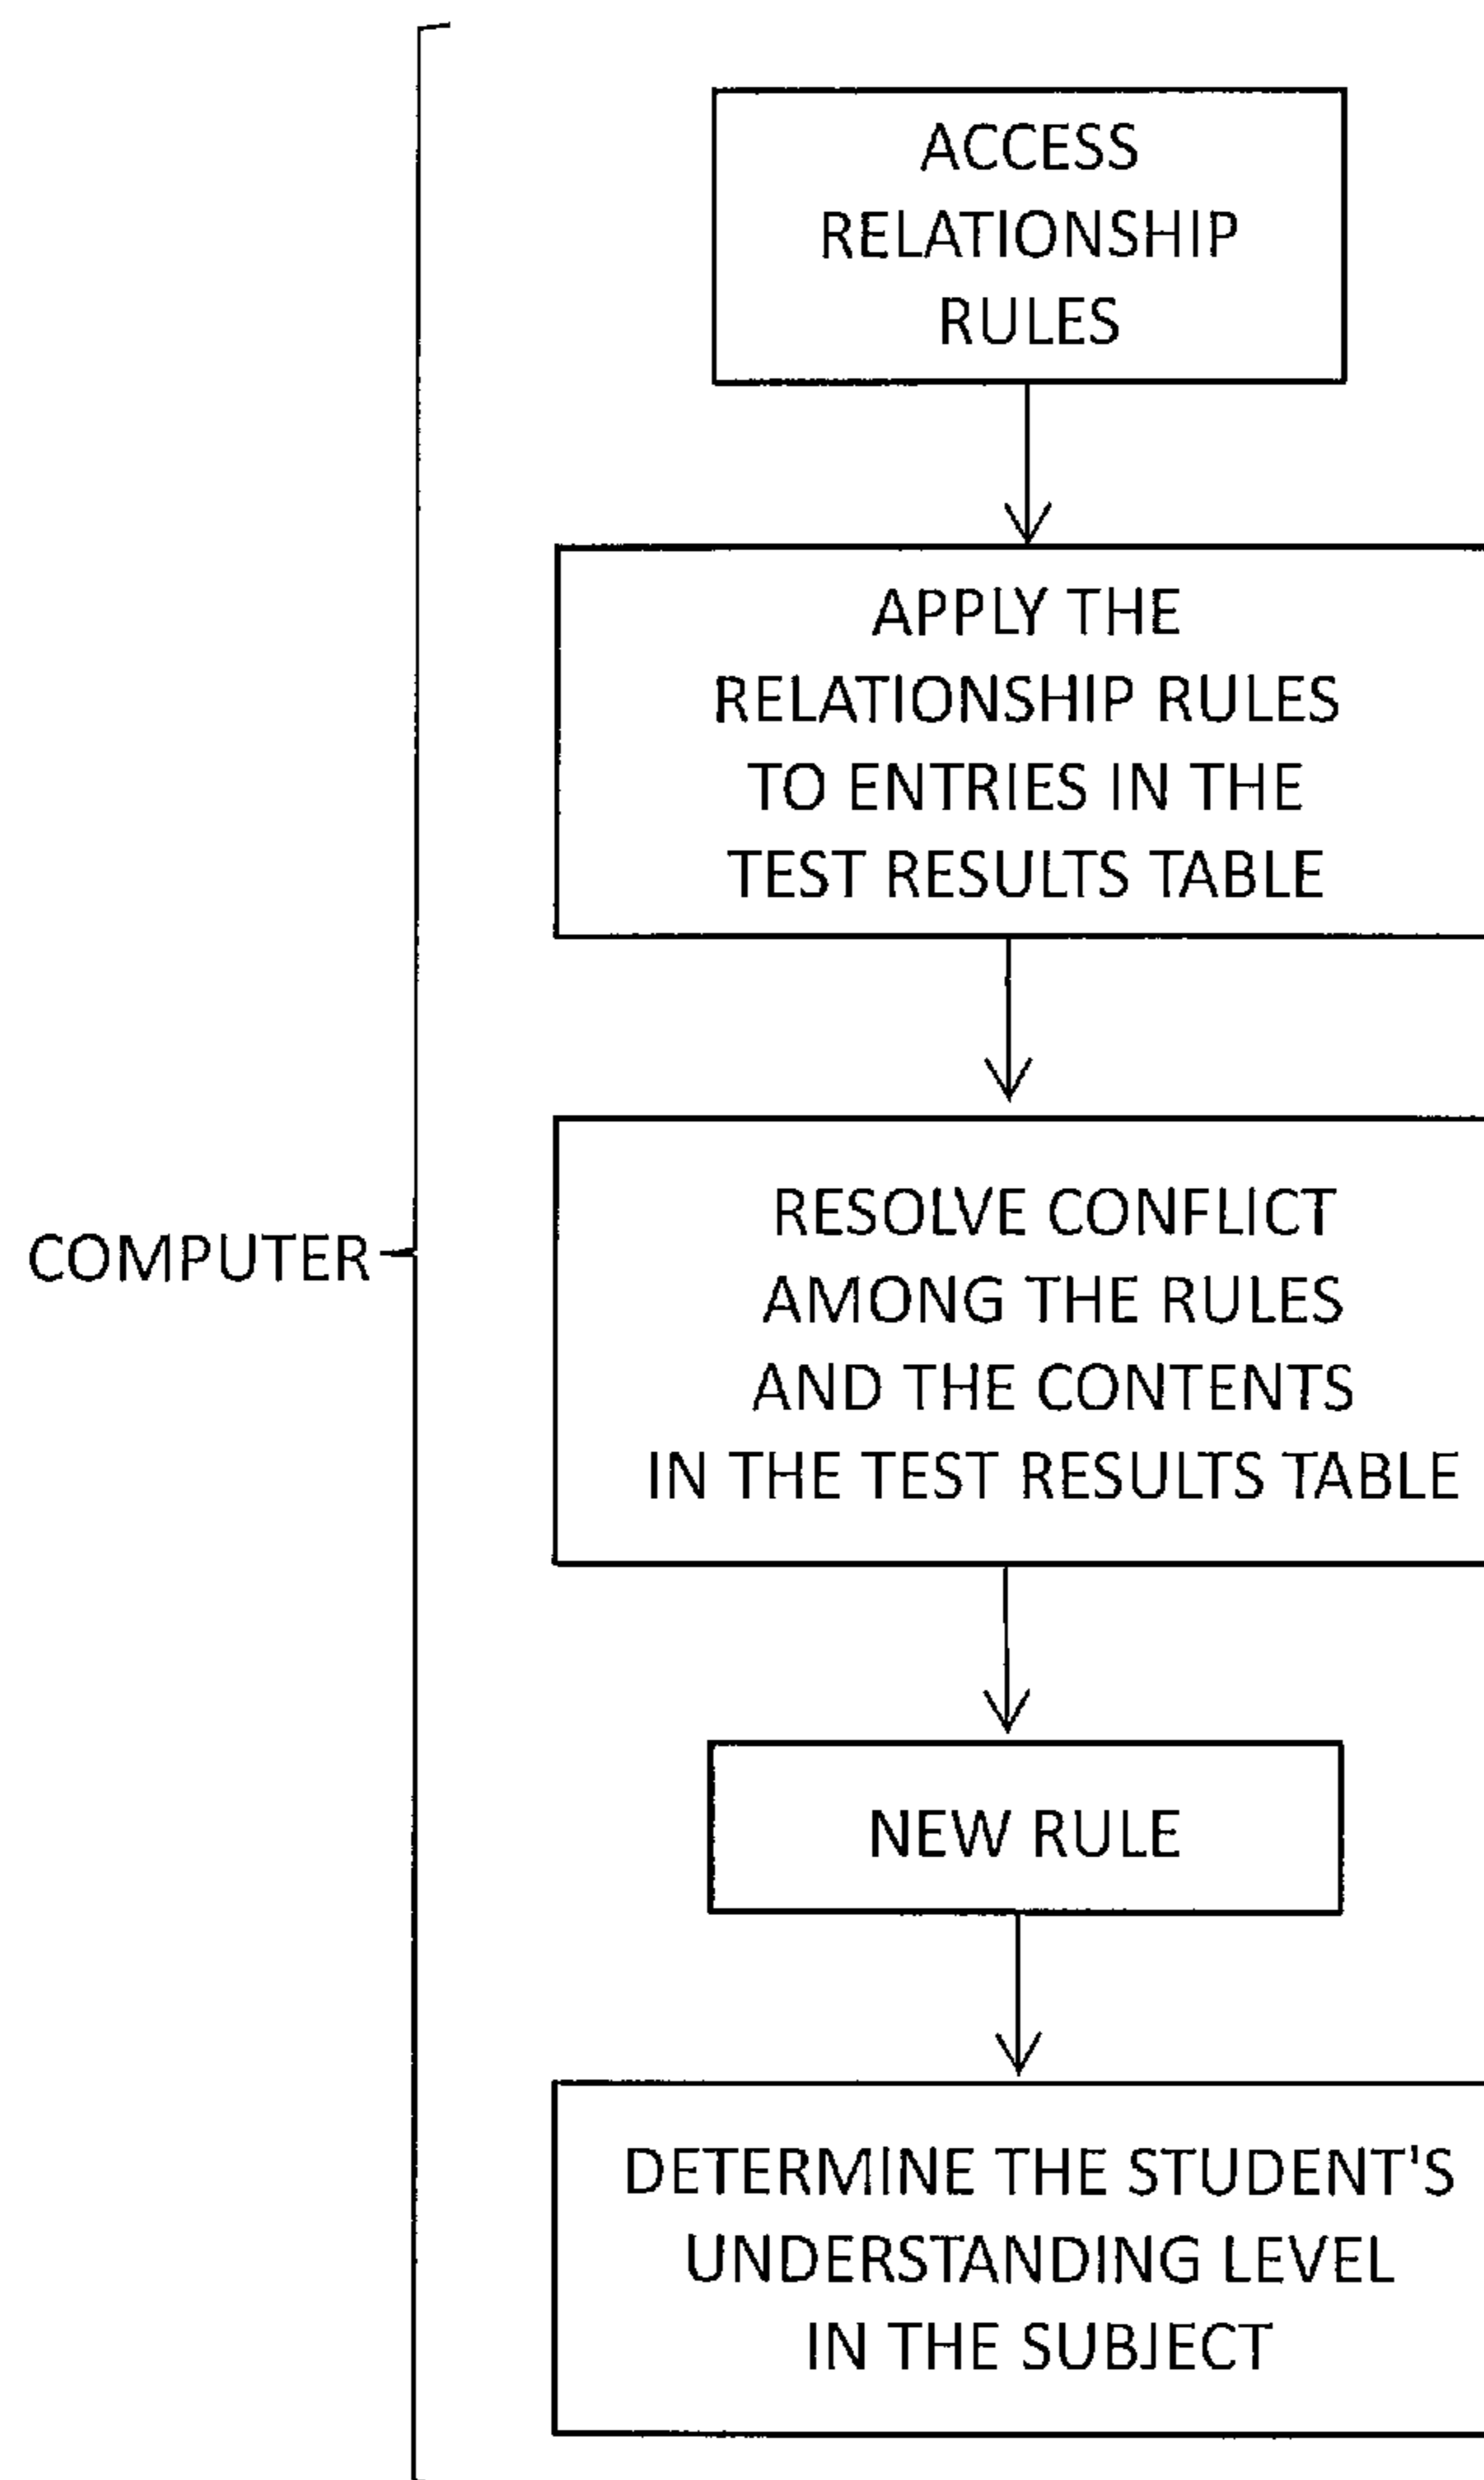 ACCESS
RELATIONSHIP
RULES
APPLY THE
RELATIONSHIP RULES
TO ENTRIES IN THE
TEST RESULTS TABLE
COMPUTER
RESOLVE CONFLICT
AMONG THE RULES
AND THE CONTENTS
IN THE TEST RESULTS TABLE
NEW RULE
DETERMINE THE STUDENT'S
UNDERSTANDING LEVEL
IN THE SUBJECT